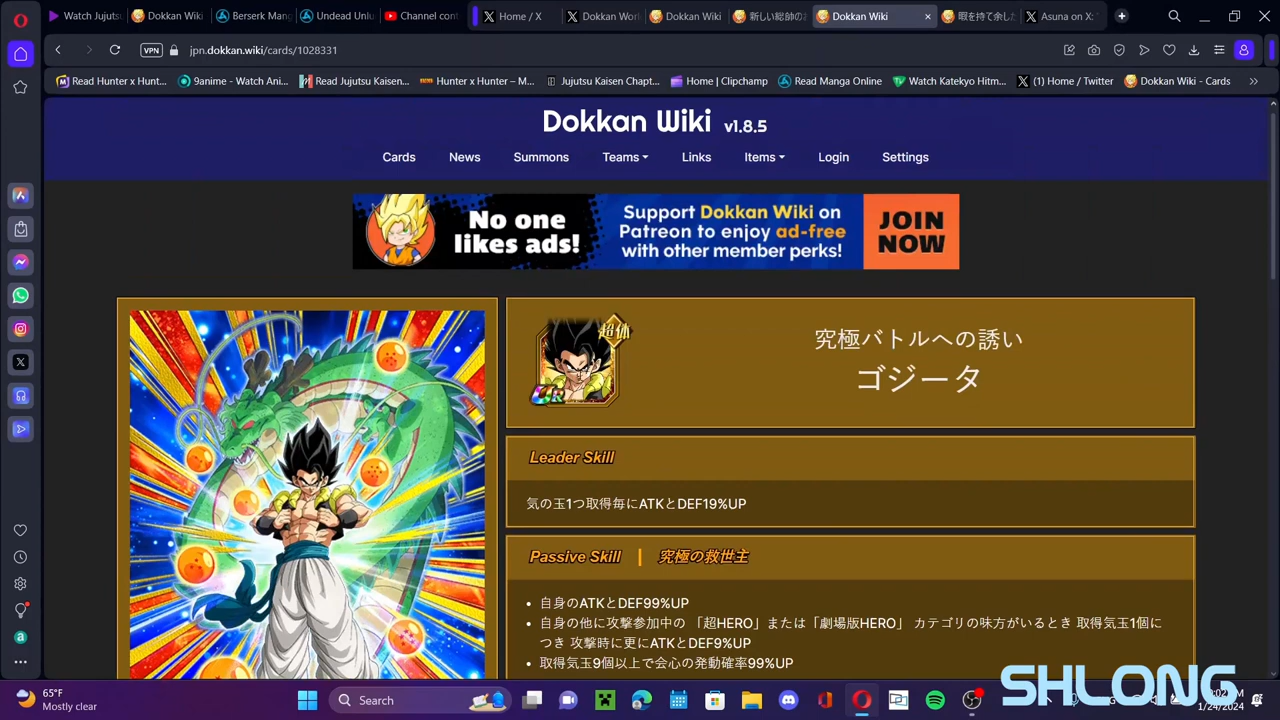 Watch Jujuts
Dokkan Wiki
Berserk Mang
Undead Unlu
Channel cont
Home / X
Dokkan Worl
Dokkan Wiki
新しい総帥のお
Dokkan Wiki
暇を持て余した
Asuna on X: "
VPN
jpn.dokkan.wiki/cards/1028331
Read Hunter x Hunt...
9anime - Watch Ani...
Read Jujutsu Kaisen...
Hunter x Hunter – M...
Jujutsu Kaisen Chapt...
Home | Clipchamp
Read Manga Online
Watch Katekyo Hitm...
(1) Home / Twitter
Dokkan Wiki - Cards
Dokkan Wiki v1.8.5
Cards
News
Summons
Teams
Links
Items
Login
Settings
No one
likes ads!
Support Dokkan Wiki on
Patreon to enjoy ad-free
with other member perks!
JOIN
NOW
超体
UR
究極バトルへの誘い
ゴジータ
Leader Skill
気の玉1つ取得毎にATKとDEF19%UP
Passive Skill | 究極の救世主
自身のATKとDEF99%UP
自身の他に攻撃参加中の 「超HERO」または「劇場版HERO」 カテゴリの味方がいるとき 取得気玉1個に
つき 攻撃時に更にATKとDEF9%UP
取得気玉9個以上で会心の発動確率99%UP
65°F
Mostly clear
Search
SHLONG
1/24/2024